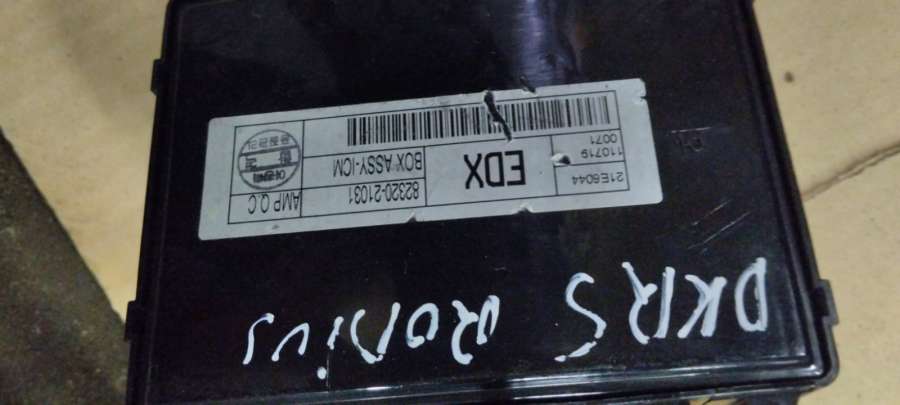 DKRS RODiUS
21E6044
110719
0071
EDX
82320-21031
BOX ASSY-ICM
AMP Q.C